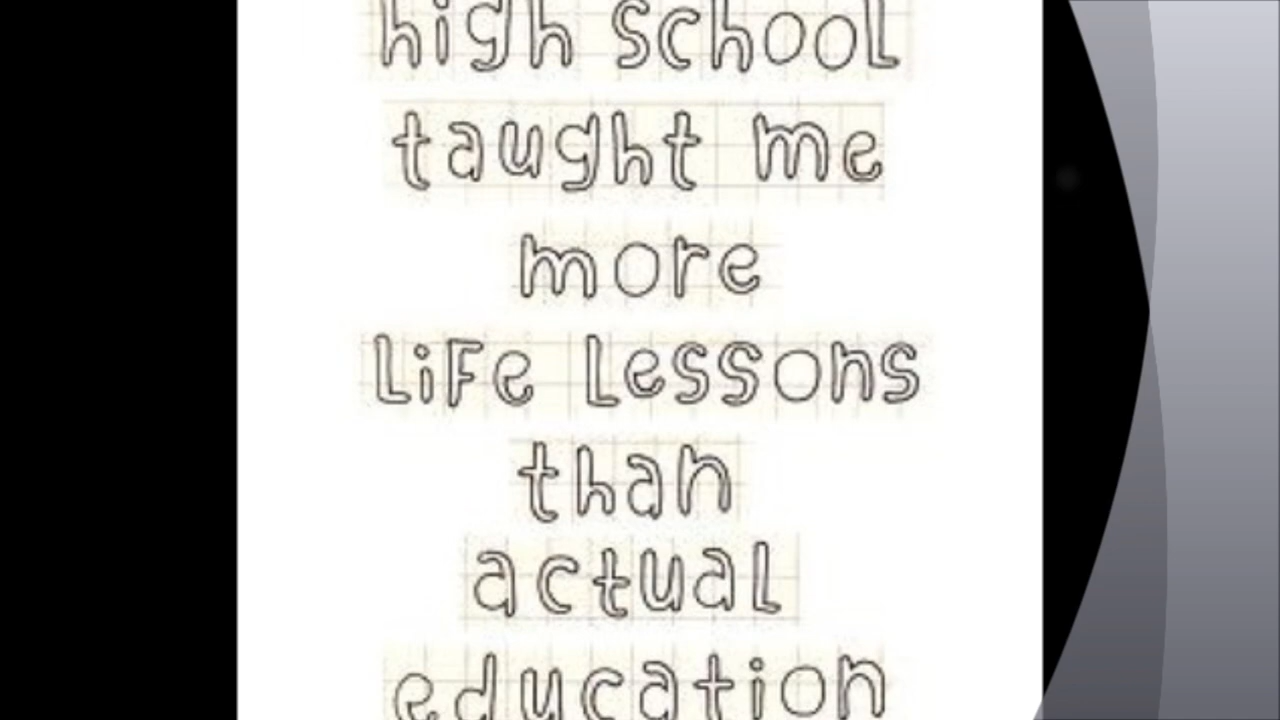 high school
taught me
more
LiFe Lessons
than
actual
education